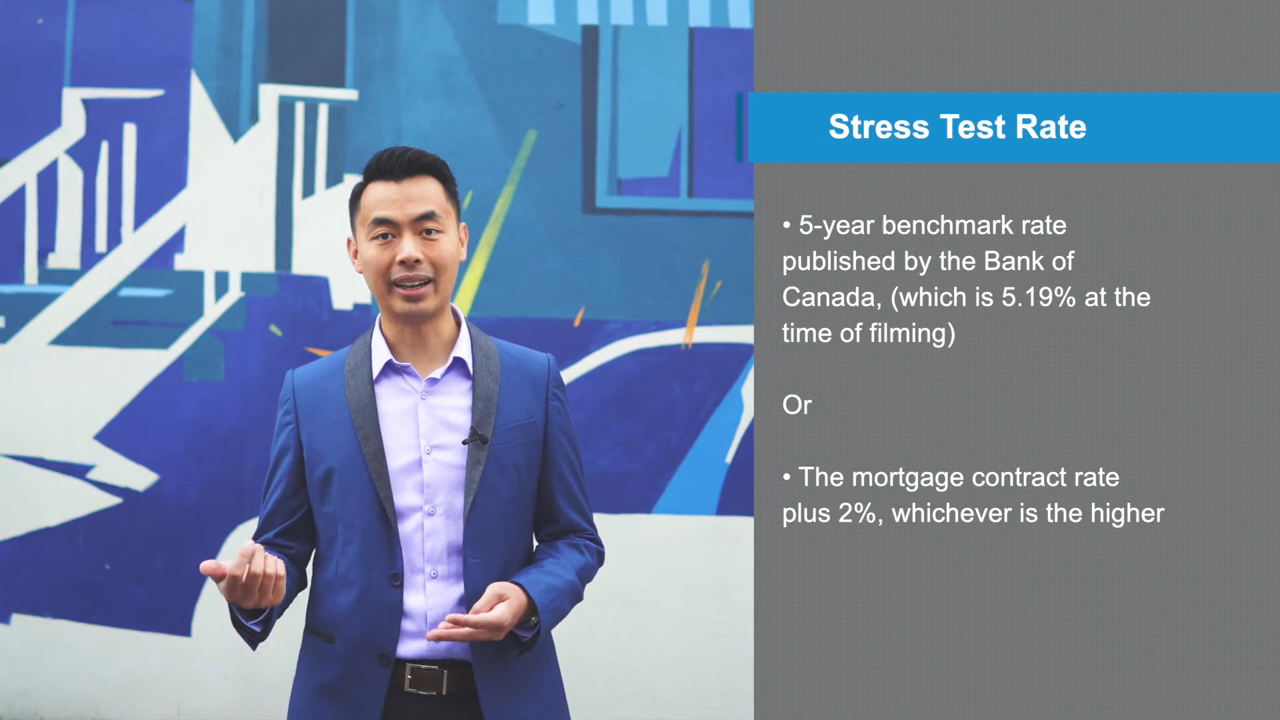 Stress Test Rate
• 5-year benchmark rate
published by the Bank of
Canada, (which is 5.19% at the
time of filming)
Or
• The mortgage contract rate
plus 2%, whichever is the higher